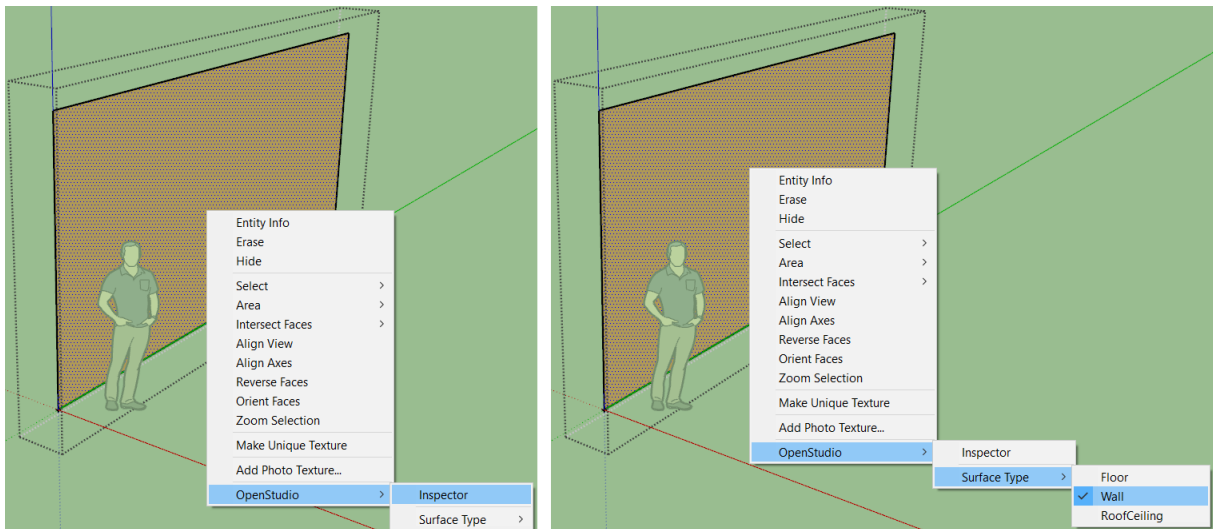 Entity Info
Erase
Hide
Select
Area
Intersect Faces
Align View
Align Axes
Reverse Faces
Orient Faces
Zoom Selection
Make Unique Texture
Add Photo Texture...
OpenStudio
Inspector
Surface Type
Entity Info
Erase
Hide
Select
Area
Intersect Faces
Align View
Align Axes
Reverse Faces
Orient Faces
Zoom Selection
Make Unique Texture
Add Photo Texture...
OpenStudio
Inspector
Surface Type
Floor
Wall
RoofCeiling